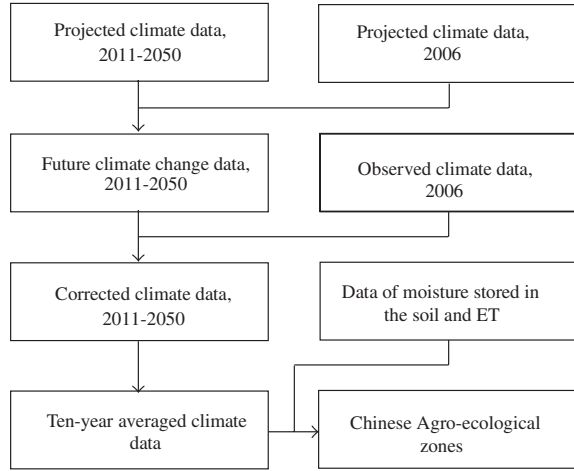 Projected climate data,
2011-2050
Projected climate data,
2006
Future climate change data,
2011-2050
Observed climate data,
2006
Corrected climate data,
2011-2050
Data of moisture stored in
the soil and ET
Ten-year averaged climate
data
Chinese Agro-ecological
zones